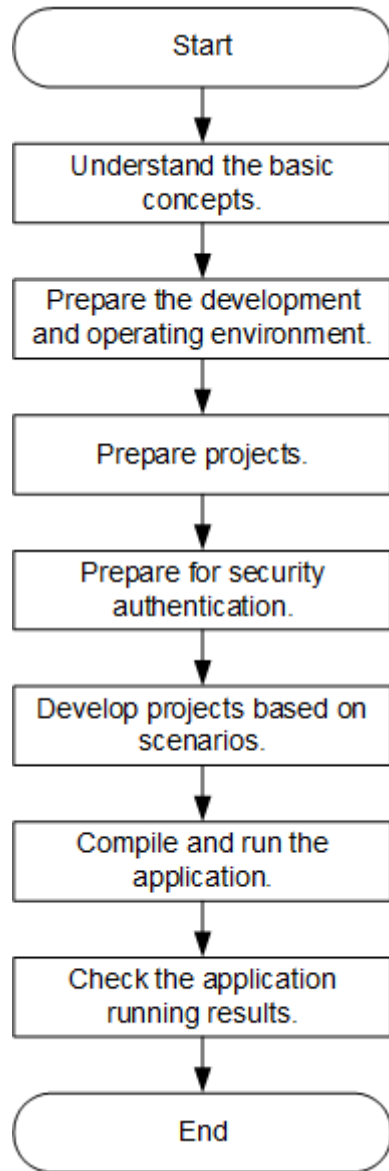 Start
Understand the basic
concepts.
Prepare the development
and operating environment.
Prepare projects.
Prepare for security
authentication.
Develop projects based on
scenarios.
Compile and run the
application.
Check the application
running results.
End